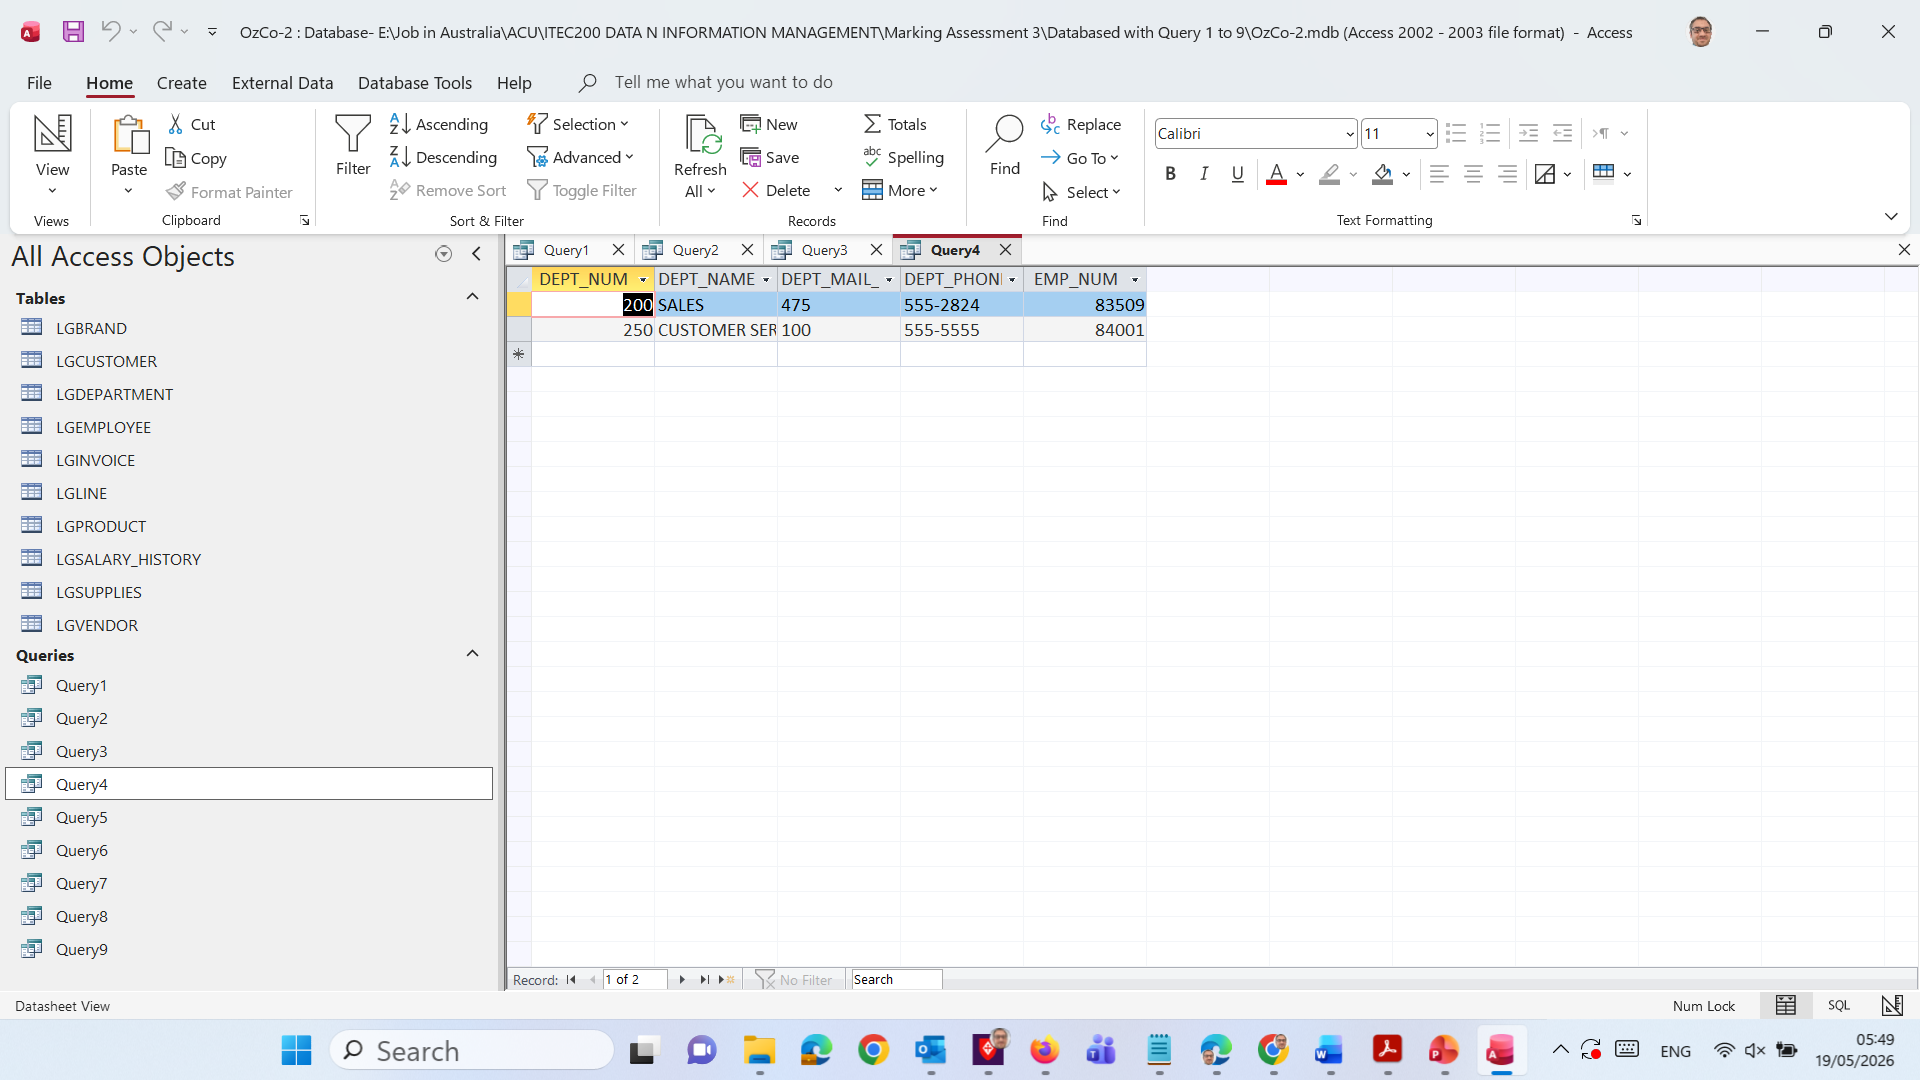 OzCo-2 : Database- E:\Job in Australia\ACU\ITEC200 DATA N INFORMATION MANAGEMENT\Marking Assessment 3\Databased with Query 1 to 9\OzCo-2.mdb (Access 2002 - 2003 file format) - Access
File Home Create External Data Database Tools Help Tell me what you want to do
View
Views
Paste
Cut
Copy
Format Painter
Clipboard
Filter
Ascending
Descending
Remove Sort
Selection
Advanced
Toggle Filter
Sort & Filter
Refresh
All
New
Save
Delete
Totals
Spelling
More
Records
Find
Replace
Go To
Select
Find
Calibri
11
B I U A
Text Formatting
All Access Objects
Tables
LGBRAND
LGCUSTOMER
LGDEPARTMENT
LGEMPLOYEE
LGINVOICE
LGLINE
LGPRODUCT
LGSALARY_HISTORY
LGSUPPLIES
LGVENDOR
Queries
Query1
Query2
Query3
Query4
Query5
Query6
Query7
Query8
Query9
Query1 Query2 Query3 Query4
DEPT_NUM DEPT_NAME DEPT_MAIL_ DEPT_PHON EMP_NUM
200 SALES 475 555-2824 83509
250 CUSTOMER SER 100 555-5555 84001
Record: 1 of 2 No Filter Search
Datasheet View
Num Lock
SQL
Search
ENG
05:49
19/05/2026